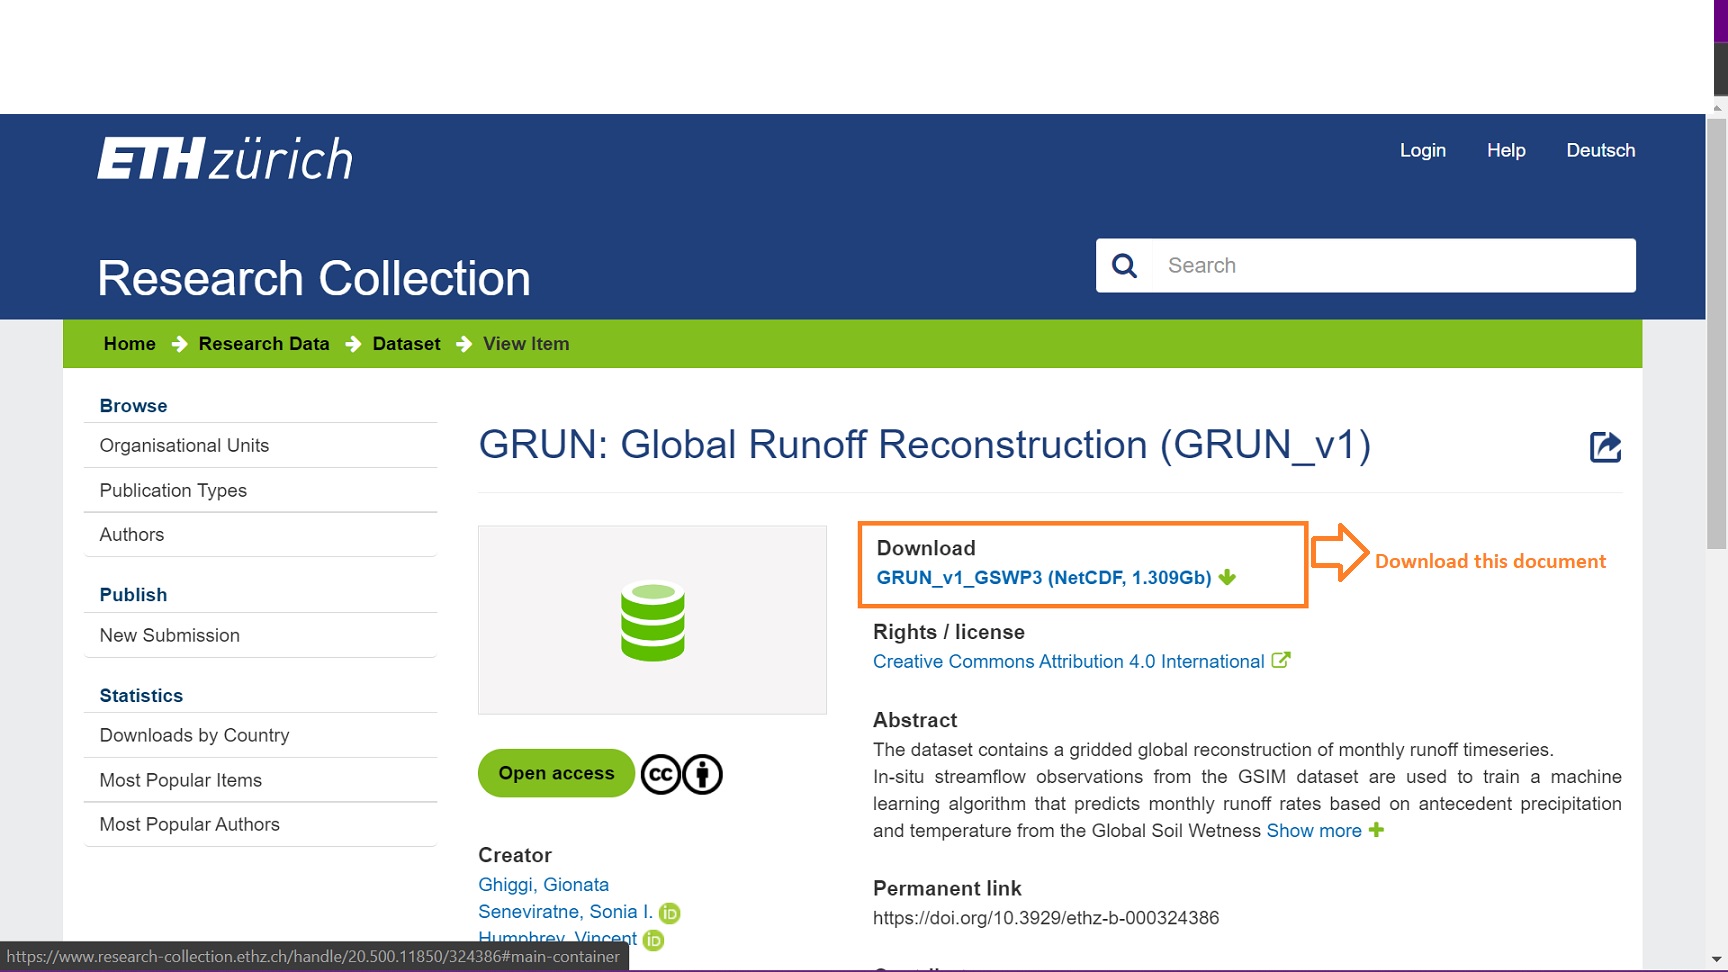 ETH zürich
Login Help Deutsch
Research Collection
Search
Home Research Data Dataset View Item
Browse
Organisational Units
Publication Types
Authors
Publish
New Submission
Statistics
Downloads by Country
Most Popular Items
Most Popular Authors
GRUN: Global Runoff Reconstruction (GRUN_v1)
Open access
cc
Creator
Ghiggi, Gionata
Seneviratne, Sonia I. iD
Humphrey, Vincent iD
Download
GRUN_v1_GSWP3 (NetCDF, 1.309Gb)
Download this document
Rights / license
Creative Commons Attribution 4.0 International
Abstract
The dataset contains a gridded global reconstruction of monthly runoff timeseries.
In-situ streamflow observations from the GSIM dataset are used to train a machine
learning algorithm that predicts monthly runoff rates based on antecedent precipitation
and temperature from the Global Soil Wetness Show more
Permanent link
https://doi.org/10.3929/ethz-b-000324386
https://www.research-collection.ethz.ch/handle/20.500.11850/324386#main-container